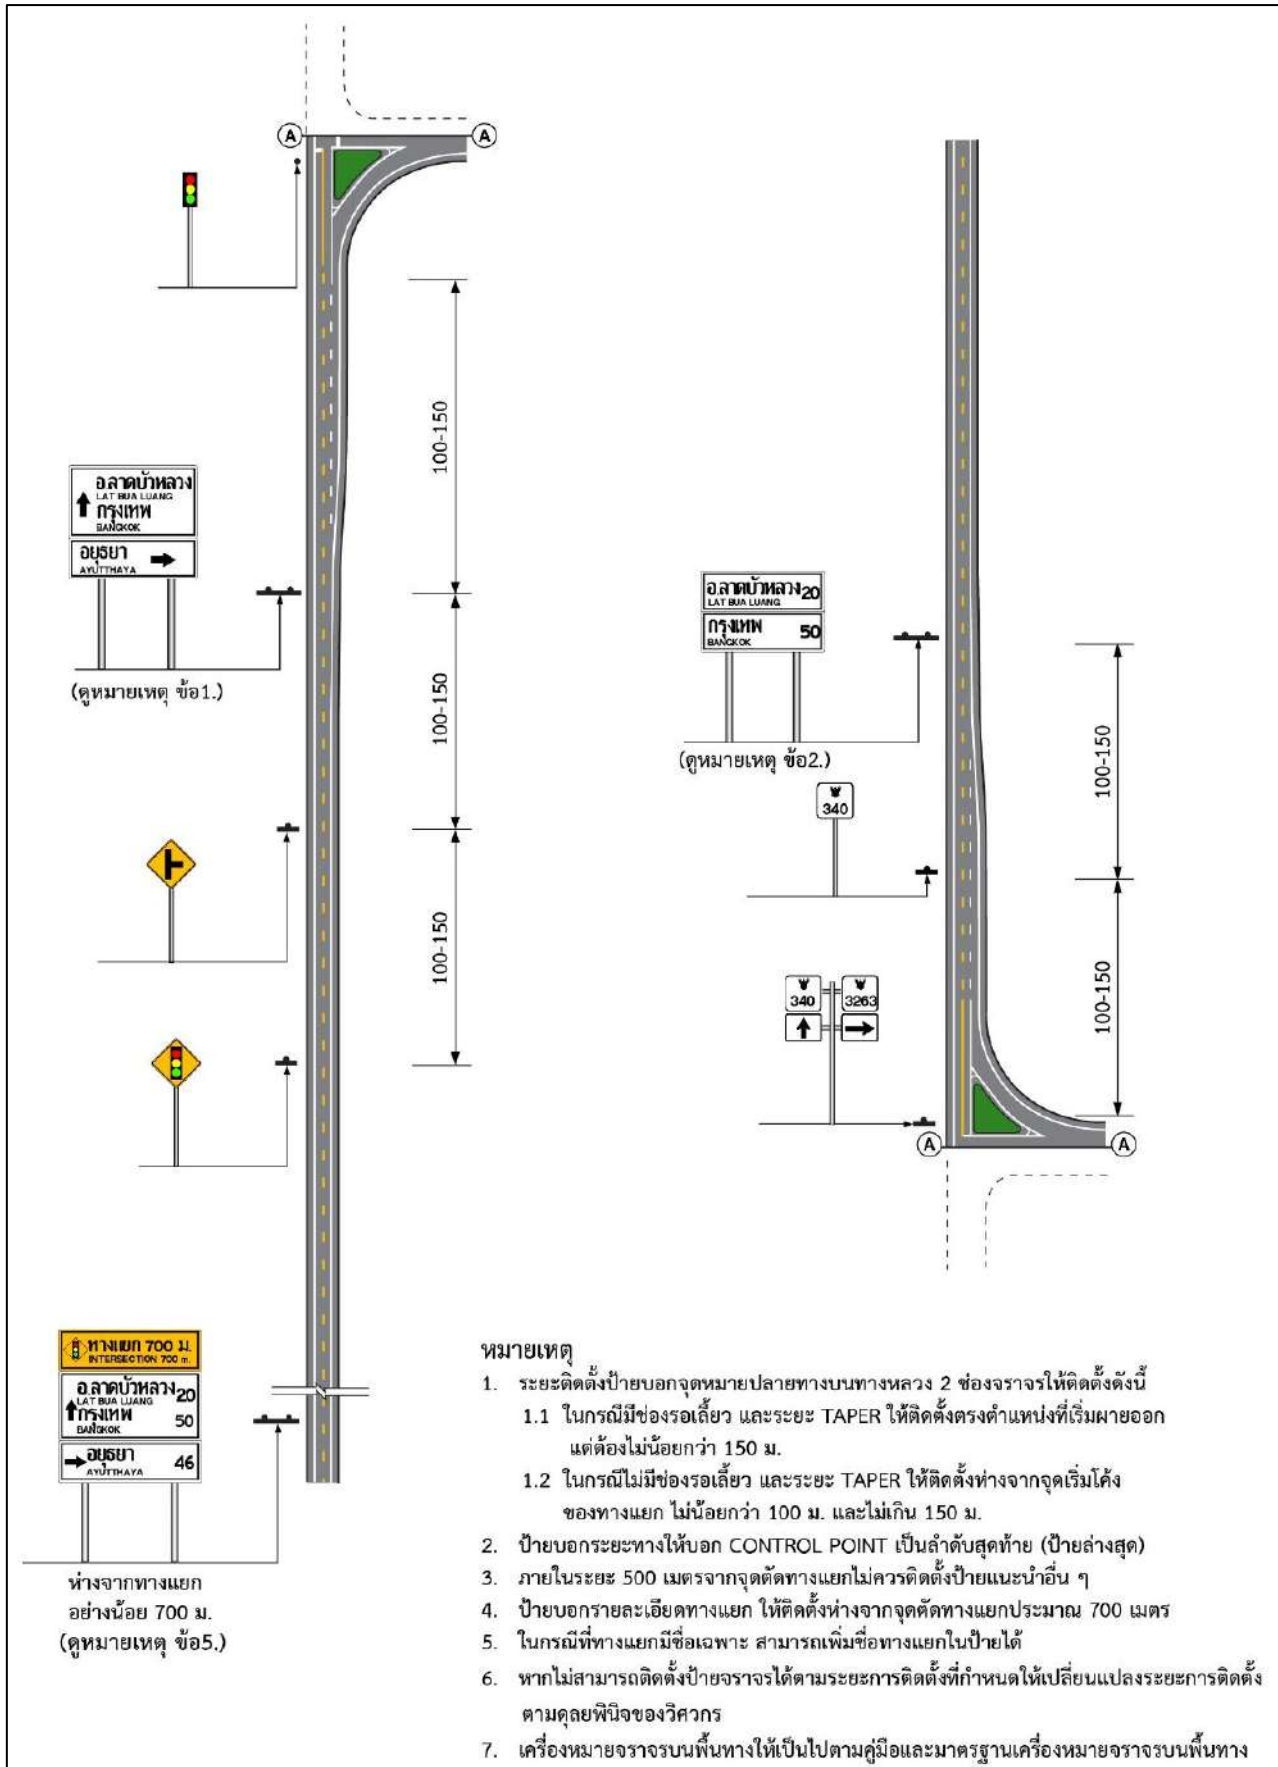 A
A
100-150
อ.ลาดบัวหลวง
LAT BUA LUANG
กรุงเทพ
BANGKOK
อยุธยา
AYUTTHAYA
(ดูหมายเหตุ ข้อ1.)
100-150
100-150
ทางแยก 700 ม.
INTERSECTION 700 m.
อ.ลาดบัวหลวง 20
LAT BUA LUANG
กรุงเทพ 50
BANGKOK
อยุธยา 46
AYUTTHAYA
ห่างจากทางแยก
อย่างน้อย 700 ม.
(ดูหมายเหตุ ข้อ5.)
อ.ลาดบัวหลวง 20
LAT BUA LUANG
กรุงเทพ 50
BANGKOK
(ดูหมายเหตุ ข้อ2.)
100-150
340
340 3263
100-150
A
A
หมายเหตุ
1. ระยะติดตั้งป้ายบอกจุดหมายปลายทางบนทางหลวง 2 ช่องจราจรให้ติดตั้งดังนี้
1.1 ในกรณีมีช่องรอเลี้ยว และระยะ TAPER ให้ติดตั้งตรงตำแหน่งที่เริ่มผายออก
แต่ต้องไม่น้อยกว่า 150 ม.
1.2 ในกรณีไม่มีช่องรอเลี้ยว และระยะ TAPER ให้ติดตั้งห่างจากจุดเริ่มโค้ง
ของทางแยก ไม่น้อยกว่า 100 ม. และไม่เกิน 150 ม.
2. ป้ายบอกระยะทางให้บอก CONTROL POINT เป็นลำดับสุดท้าย (ป้ายล่างสุด)
3. ภายในระยะ 500 เมตรจากจุดตัดทางแยกไม่ควรติดตั้งป้ายแนะนำอื่น ๆ
4. ป้ายบอกรายละเอียดทางแยก ให้ติดตั้งห่างจากจุดตัดทางแยกประมาณ 700 เมตร
5. ในกรณีที่ทางแยกมีชื่อเฉพาะ สามารถเพิ่มชื่อทางแยกในป้ายได้
6. หากไม่สามารถติดตั้งป้ายจราจรได้ตามระยะการติดตั้งที่กำหนดให้เปลี่ยนแปลงระยะการติดตั้ง
ตามดุลยพินิจของวิศวกร
7. เครื่องหมายจราจรบนพื้นทางให้เป็นไปตามคู่มือและมาตรฐานเครื่องหมายจราจรบนพื้นทาง